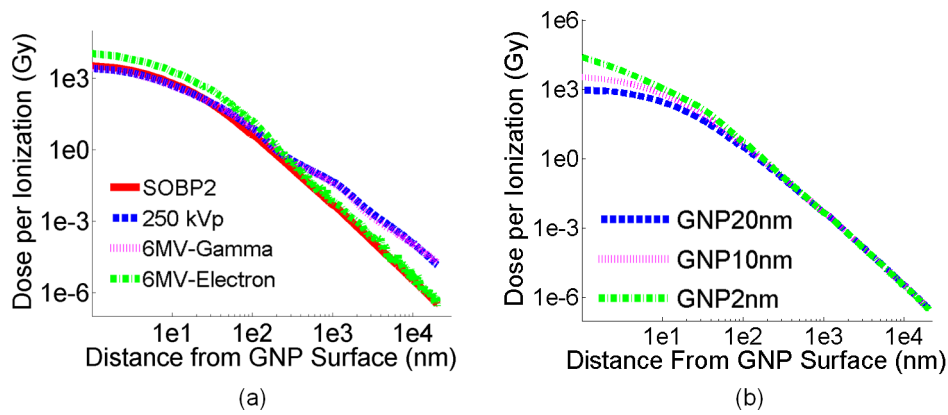 Dose per Ionization (Gy)
1e3
1e0
1e-3
1e-6
SOBP2
250 kVp
6MV-Gamma
6MV-Electron
1e1 1e2 1e3 1e4
Distance from GNP Surface (nm)
(a)
Dose per Ionization (Gy)
1e6
1e3
1e0
1e-3
1e-6
GNP20nm
GNP10nm
GNP2nm
1e1 1e2 1e3 1e4
Distance From GNP Surface (nm)
(b)